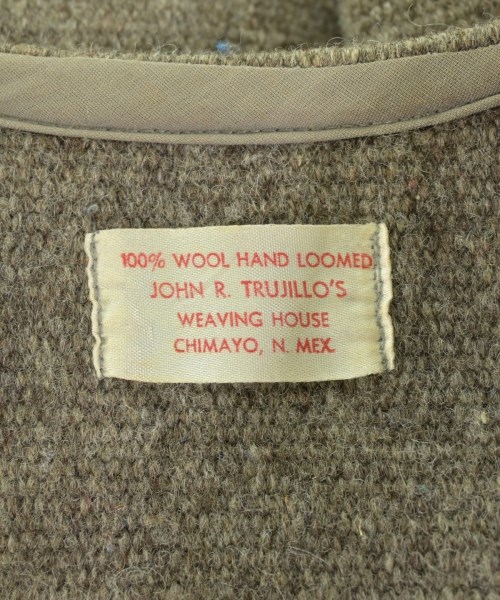 100% WOOL HAND LOOMED
JOHN R. TRUJILLO'S
WEAVING HOUSE
CHIMAYO, N. MEX.